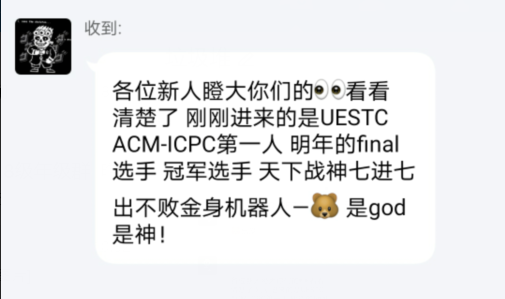 收到:
各位新人瞪大你们的👀看看
清楚了 刚刚进来的是UESTC
ACM-ICPC第一人 明年的final
选手 冠军选手 天下战神七进七
出不败金身机器人—🐻 是god
是神！